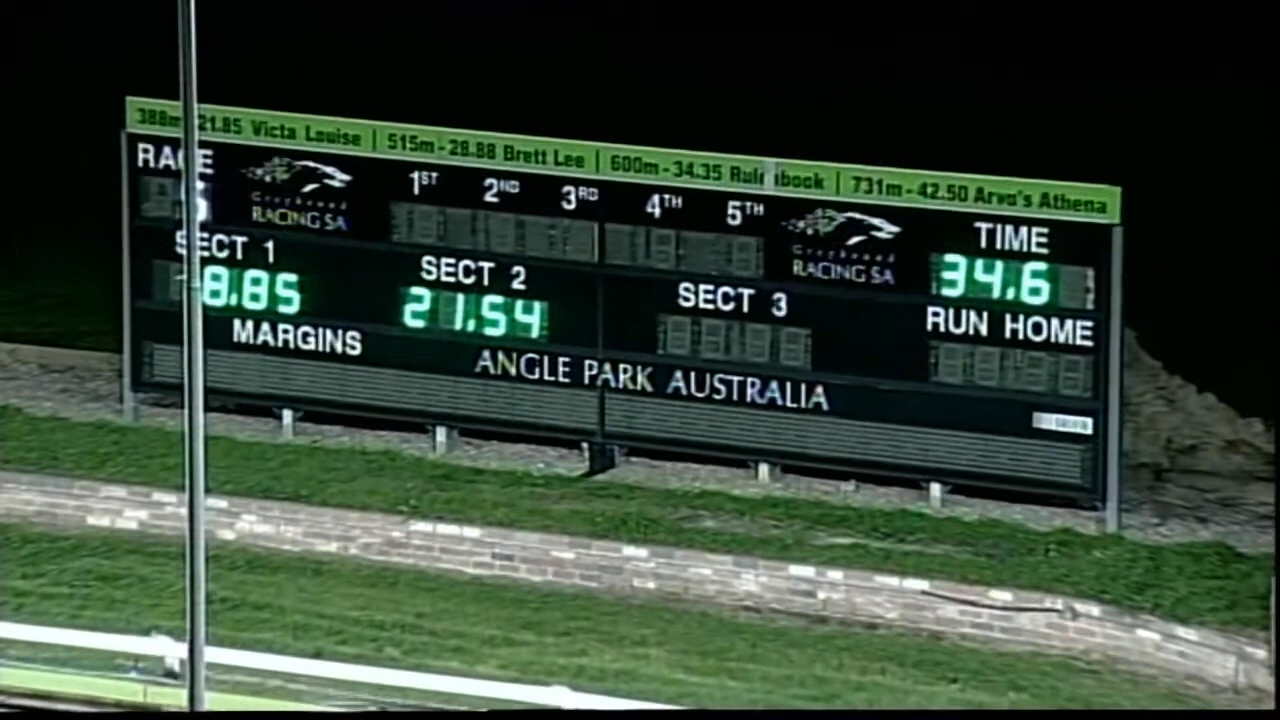 388m-21.85 Victa Louise | 515m-28.88 Brett Lee | 600m-34.35 Rulebook | 731m-42.50 Arvo's Athena
RACE 1ST 2ND 3RD 4TH 5TH
Greyhound
RACING SA
Greyhound
RACING SA
TIME
34.6
SECT 1 SECT 2 SECT 3
8.85 21.54
RUN HOME
MARGINS
ANGLE PARK AUSTRALIA